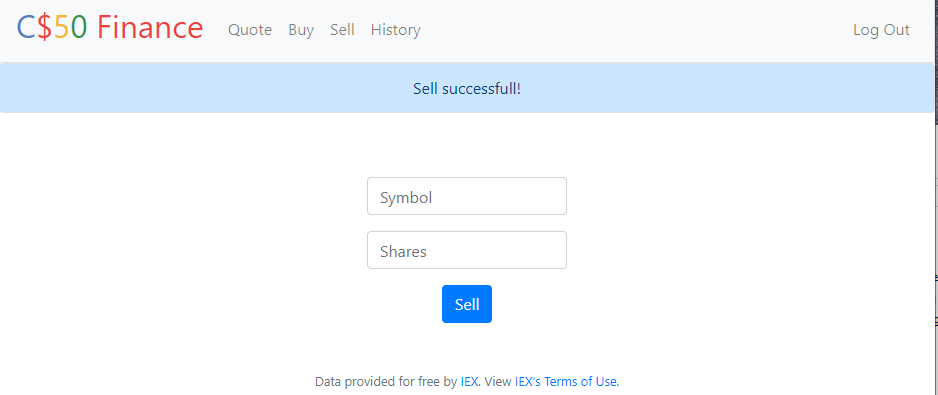 C$50 Finance Quote Buy Sell History Log Out
Sell successfull!
Symbol
Shares
Sell
Data provided for free by IEX. View IEX's Terms of Use.